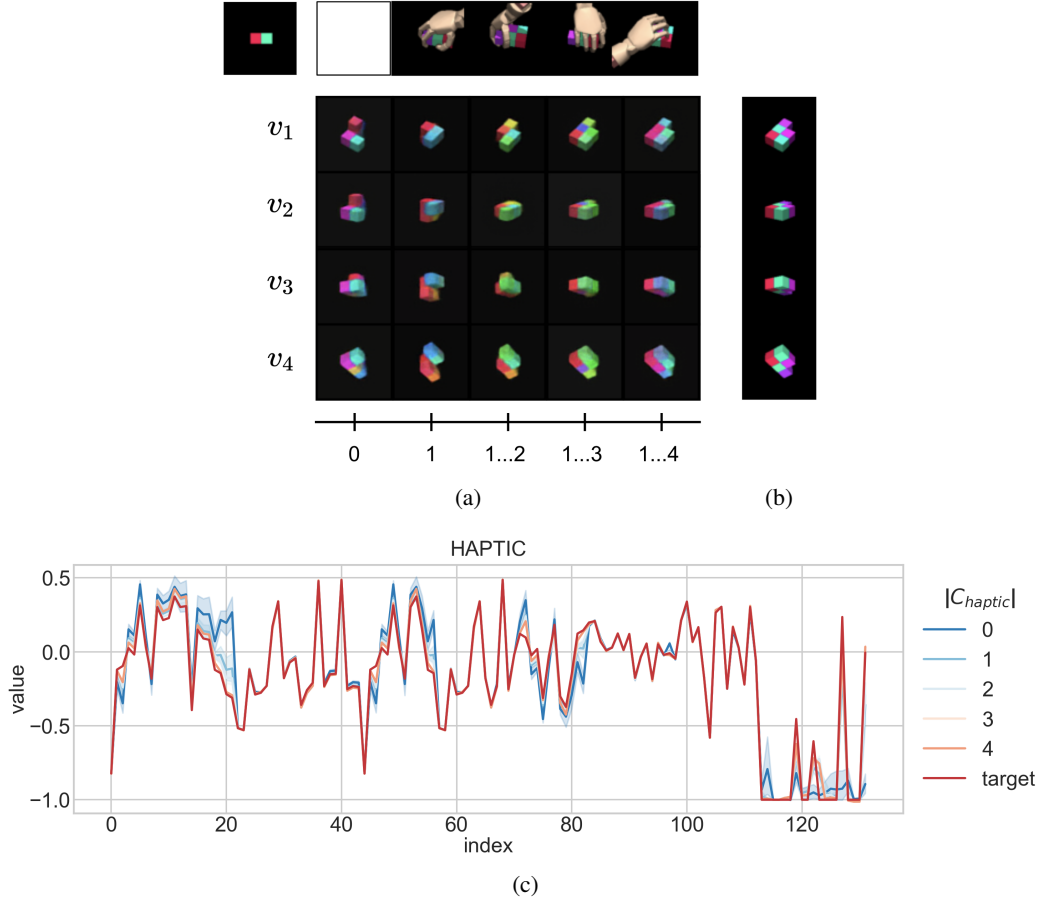 v1
v2
v3
v4
0 1 1...2 1...3 1...4
(a) (b)
HAPTIC
|C_haptic|
0
1
2
3
4
target
0.5
0.0
−0.5
−1.0
value
0 20 40 60 80 100 120
index
(c)